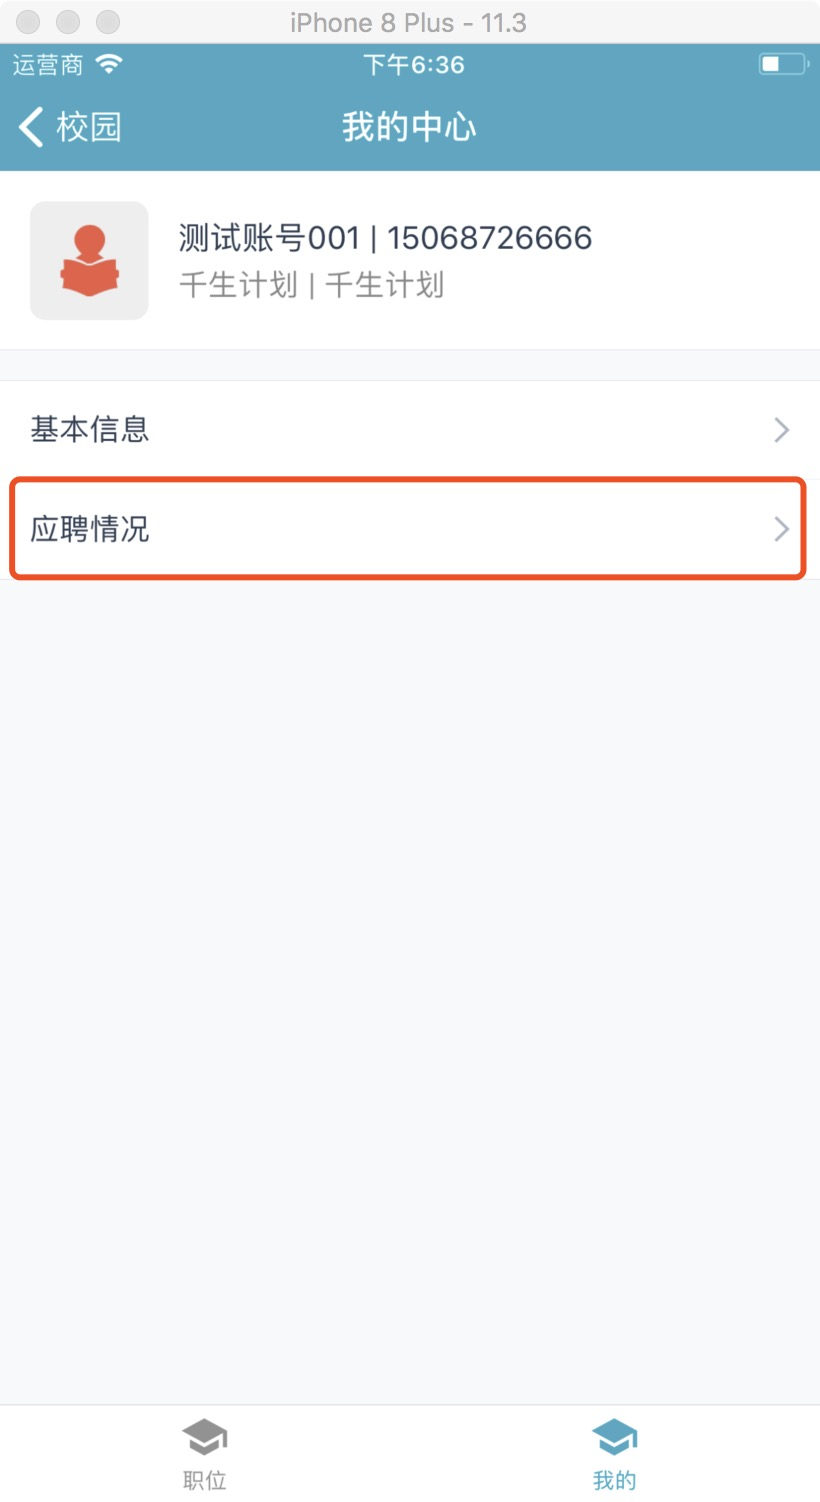 iPhone 8 Plus - 11.3
运营商 下午6:36
校园 我的中心
测试账号001 | 15068726666
千生计划 | 千生计划
基本信息
应聘情况
职位 我的